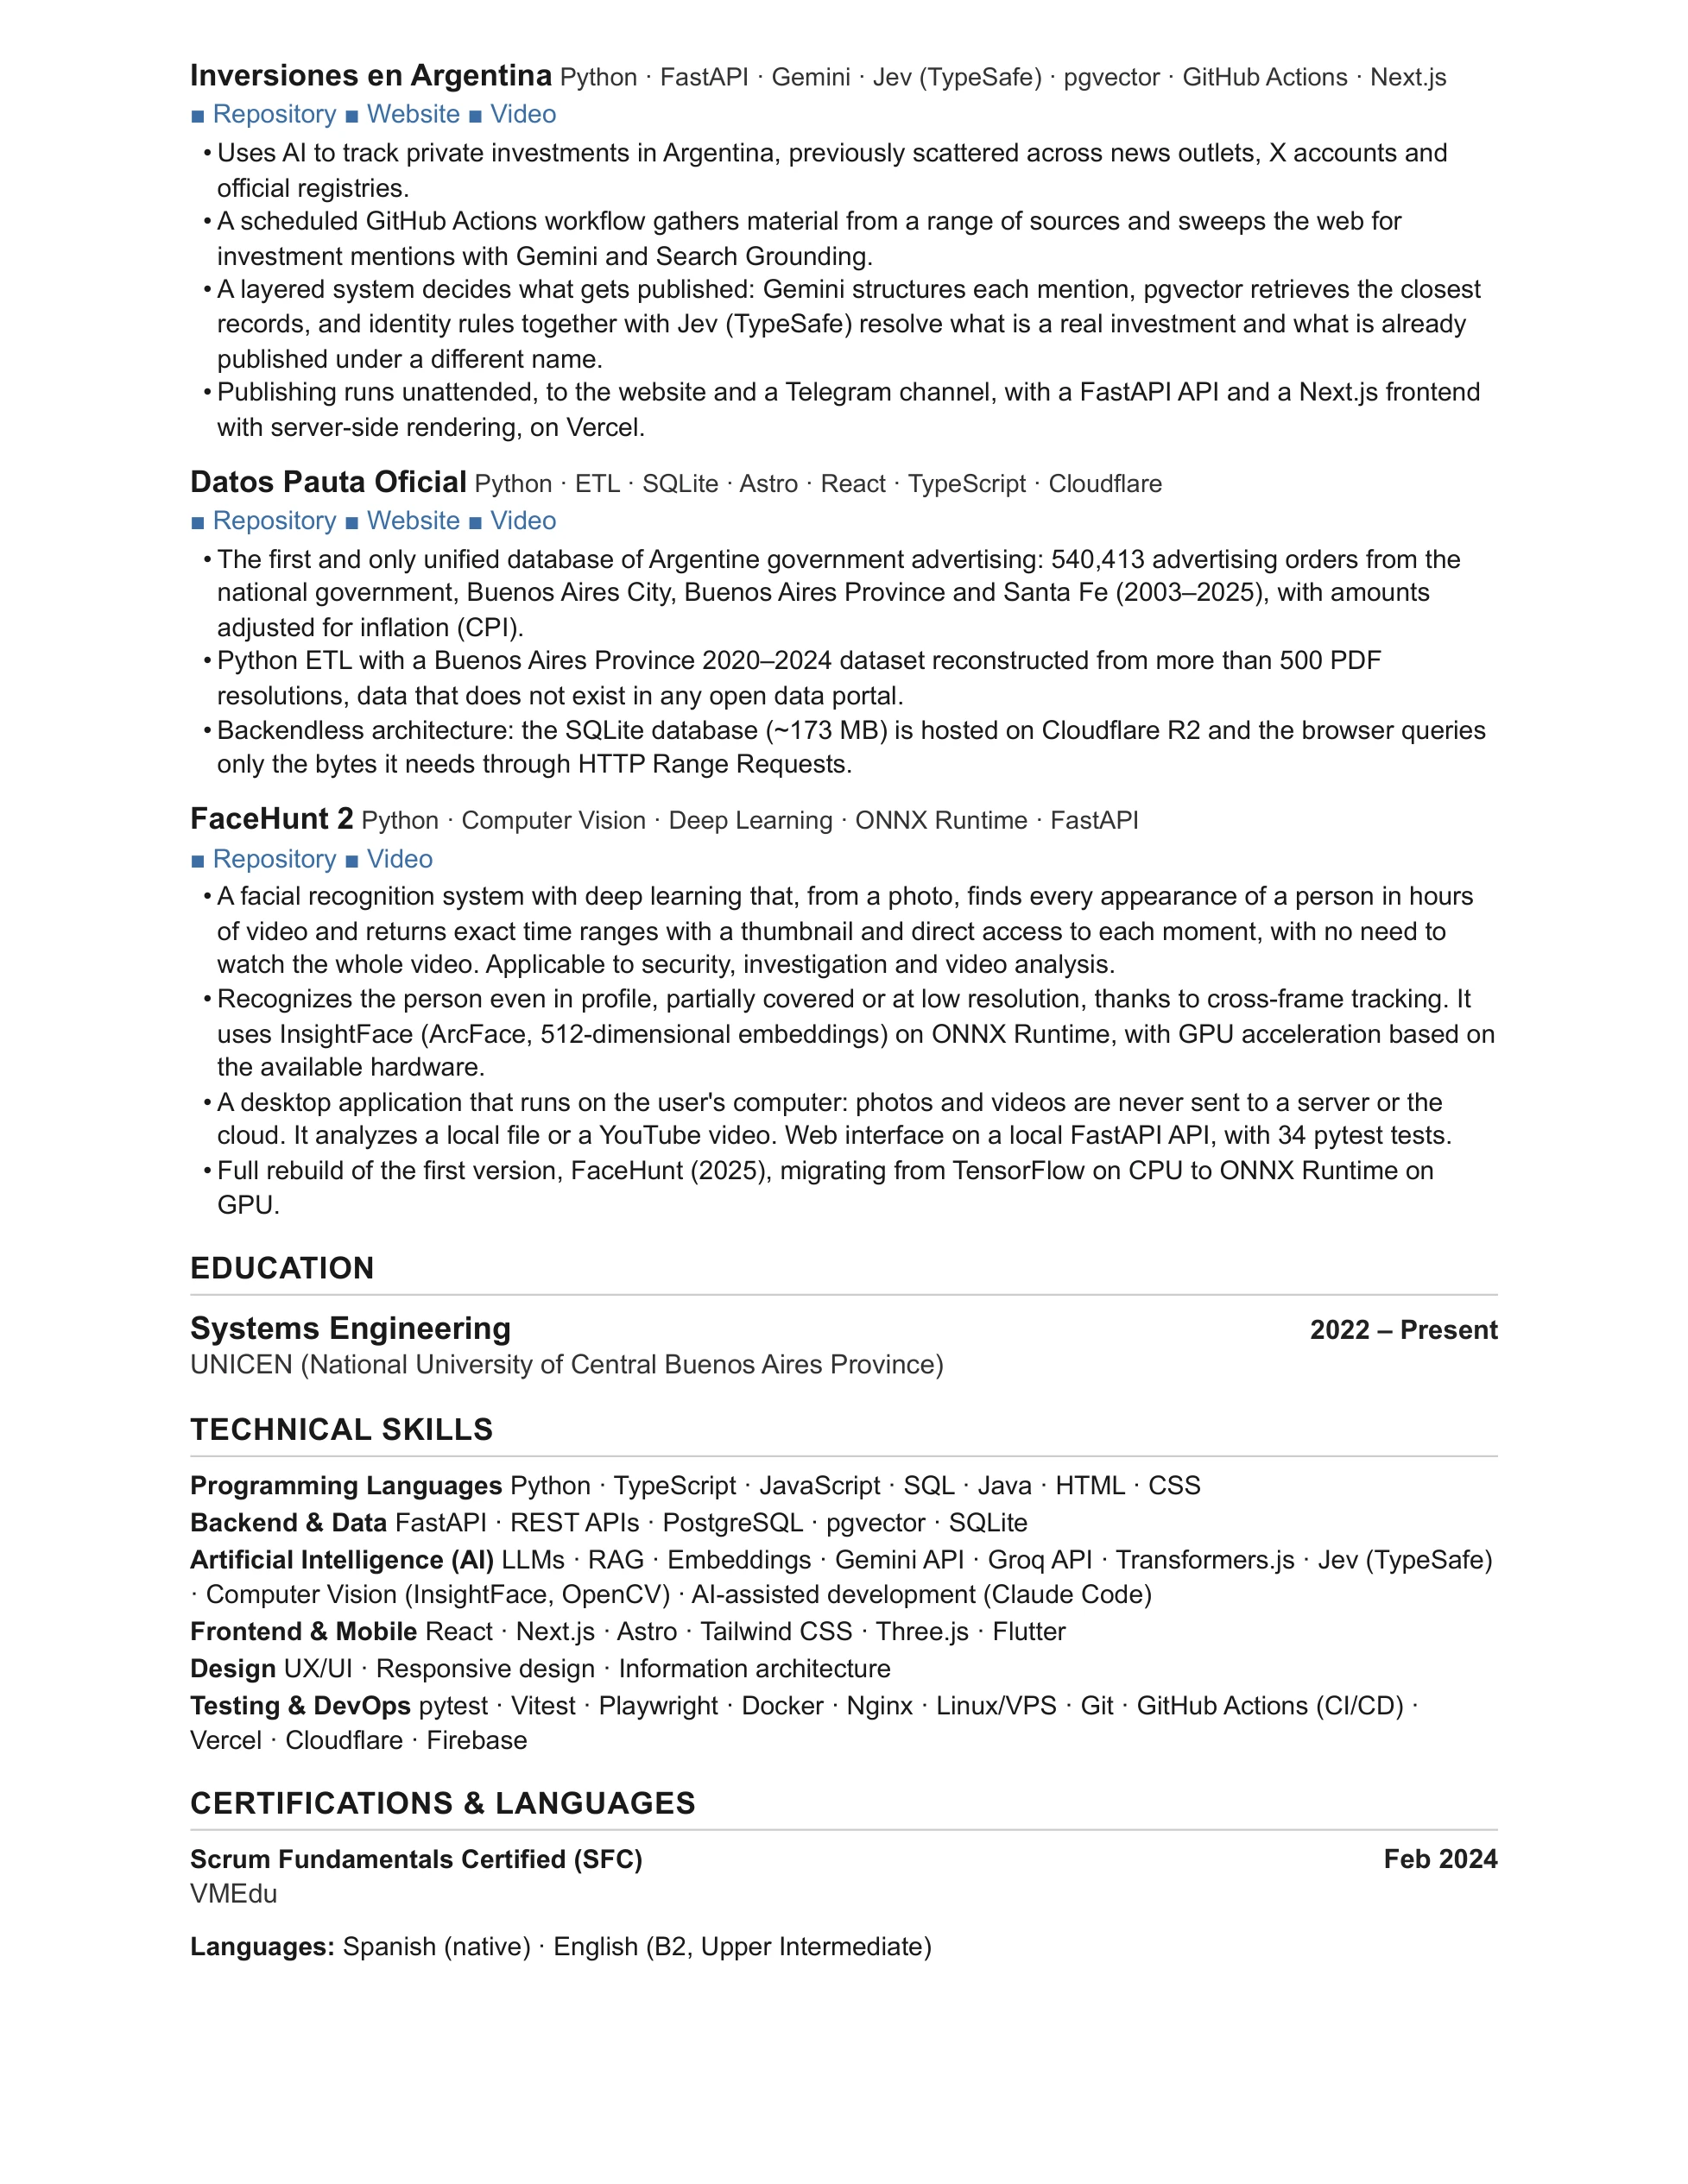 Inversiones en Argentina Python · FastAPI · Gemini · Jev (TypeSafe) · pgvector · GitHub Actions · Next.js
■ Repository ■ Website ■ Video
• Uses AI to track private investments in Argentina, previously scattered across news outlets, X accounts and
official registries.
• A scheduled GitHub Actions workflow gathers material from a range of sources and sweeps the web for
investment mentions with Gemini and Search Grounding.
• A layered system decides what gets published: Gemini structures each mention, pgvector retrieves the closest
records, and identity rules together with Jev (TypeSafe) resolve what is a real investment and what is already
published under a different name.
• Publishing runs unattended, to the website and a Telegram channel, with a FastAPI API and a Next.js frontend
with server-side rendering, on Vercel.
Datos Pauta Oficial Python · ETL · SQLite · Astro · React · TypeScript · Cloudflare
■ Repository ■ Website ■ Video
• The first and only unified database of Argentine government advertising: 540,413 advertising orders from the
national government, Buenos Aires City, Buenos Aires Province and Santa Fe (2003–2025), with amounts
adjusted for inflation (CPI).
• Python ETL with a Buenos Aires Province 2020–2024 dataset reconstructed from more than 500 PDF
resolutions, data that does not exist in any open data portal.
• Backendless architecture: the SQLite database (~173 MB) is hosted on Cloudflare R2 and the browser queries
only the bytes it needs through HTTP Range Requests.
FaceHunt 2 Python · Computer Vision · Deep Learning · ONNX Runtime · FastAPI
■ Repository ■ Video
• A facial recognition system with deep learning that, from a photo, finds every appearance of a person in hours
of video and returns exact time ranges with a thumbnail and direct access to each moment, with no need to
watch the whole video. Applicable to security, investigation and video analysis.
• Recognizes the person even in profile, partially covered or at low resolution, thanks to cross-frame tracking. It
uses InsightFace (ArcFace, 512-dimensional embeddings) on ONNX Runtime, with GPU acceleration based on
the available hardware.
• A desktop application that runs on the user's computer: photos and videos are never sent to a server or the
cloud. It analyzes a local file or a YouTube video. Web interface on a local FastAPI API, with 34 pytest tests.
• Full rebuild of the first version, FaceHunt (2025), migrating from TensorFlow on CPU to ONNX Runtime on
GPU.
EDUCATION
Systems Engineering 2022 – Present
UNICEN (National University of Central Buenos Aires Province)
TECHNICAL SKILLS
Programming Languages Python · TypeScript · JavaScript · SQL · Java · HTML · CSS
Backend & Data FastAPI · REST APIs · PostgreSQL · pgvector · SQLite
Artificial Intelligence (AI) LLMs · RAG · Embeddings · Gemini API · Groq API · Transformers.js · Jev (TypeSafe)
· Computer Vision (InsightFace, OpenCV) · AI-assisted development (Claude Code)
Frontend & Mobile React · Next.js · Astro · Tailwind CSS · Three.js · Flutter
Design UX/UI · Responsive design · Information architecture
Testing & DevOps pytest · Vitest · Playwright · Docker · Nginx · Linux/VPS · Git · GitHub Actions (CI/CD) ·
Vercel · Cloudflare · Firebase
CERTIFICATIONS & LANGUAGES
Scrum Fundamentals Certified (SFC) Feb 2024
VMEdu
Languages: Spanish (native) · English (B2, Upper Intermediate)